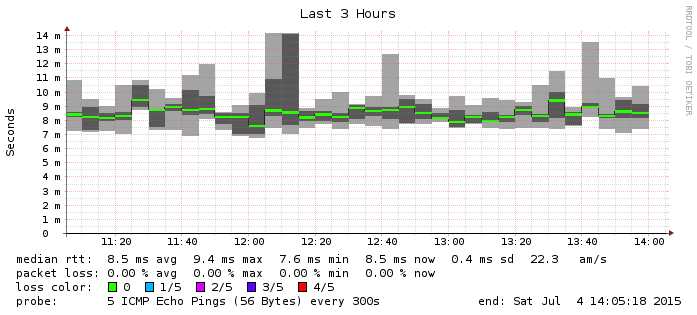 Last 3 Hours
RRDTOOL / TOBI OETIKER
Seconds
14 m
13 m
12 m
11 m
10 m
9 m
8 m
7 m
6 m
5 m
4 m
3 m
2 m
1 m
0
11:20 11:40 12:00 12:20 12:40 13:00 13:20 13:40 14:00
median rtt: 8.5 ms avg 9.4 ms max 7.6 ms min 8.5 ms now 0.4 ms sd 22.3 am/s
packet loss: 0.00 % avg 0.00 % max 0.00 % min 0.00 % now
loss color: 0 1/5 2/5 3/5 4/5
probe: 5 ICMP Echo Pings (56 Bytes) every 300s end: Sat Jul 4 14:05:18 2015